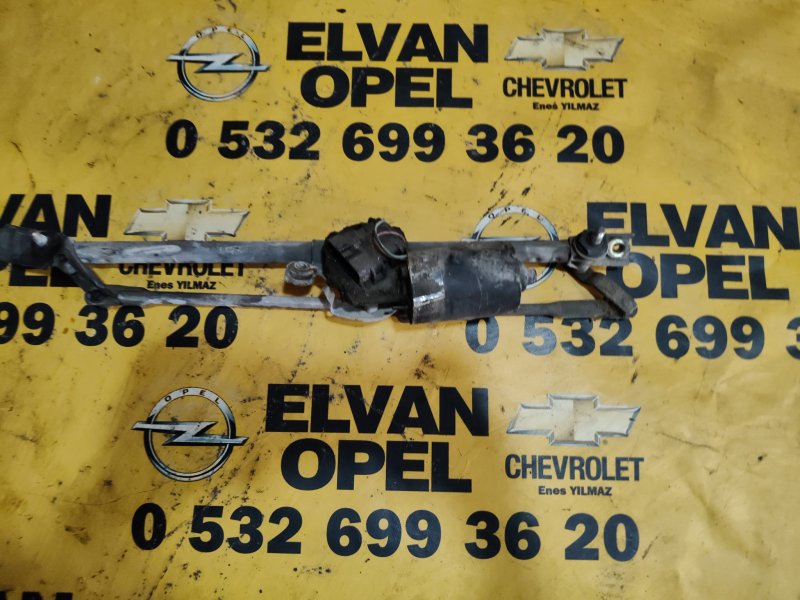 OPEL
ELVAN
OPEL
CHEVROLET
Enes YILMAZ
0 532 699 36 20
VAN
CHEVROLET
Enes YILMAZ
99 36 20
OPEL
ELVAN
OPEL
0 532 699
OPEL
ELVAN
OPEL
CHEVROLET
Enes YILMAZ
0 532 699 36 20